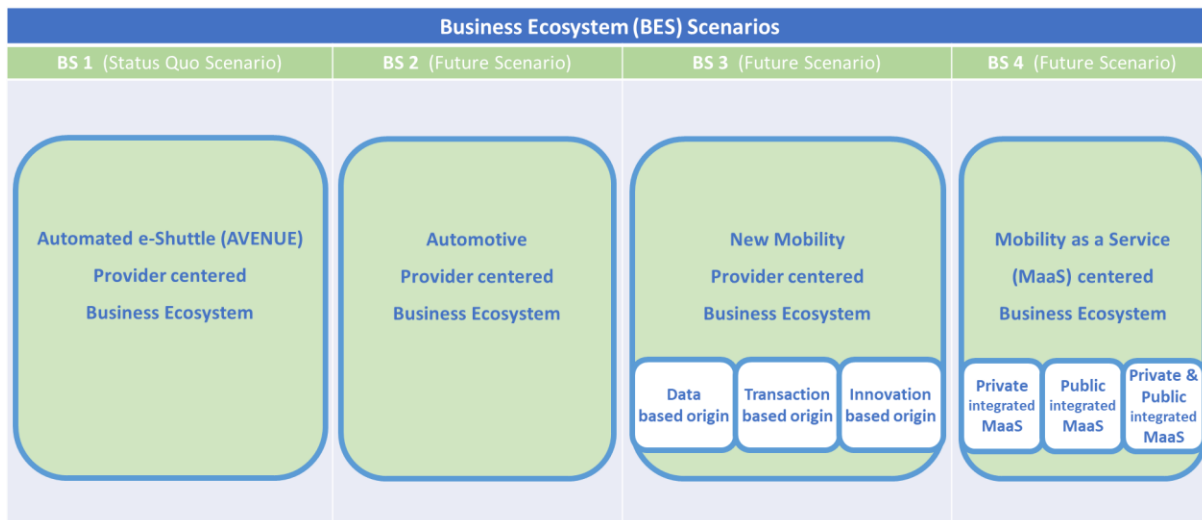 Business Ecosystem (BES) Scenarios
BS 1 (Status Quo Scenario)
BS 2 (Future Scenario)
BS 3 (Future Scenario)
BS 4 (Future Scenario)
Automated e-Shuttle (AVENUE)
Provider centered
Business Ecosystem
Automotive
Provider centered
Business Ecosystem
New Mobility
Provider centered
Business Ecosystem
Data
based origin
Transaction
based origin
Innovation
based origin
Mobility as a Service
(MaaS) centered
Business Ecosystem
Private
integrated
MaaS
Public
integrated
MaaS
Private &
Public
integrated
MaaS